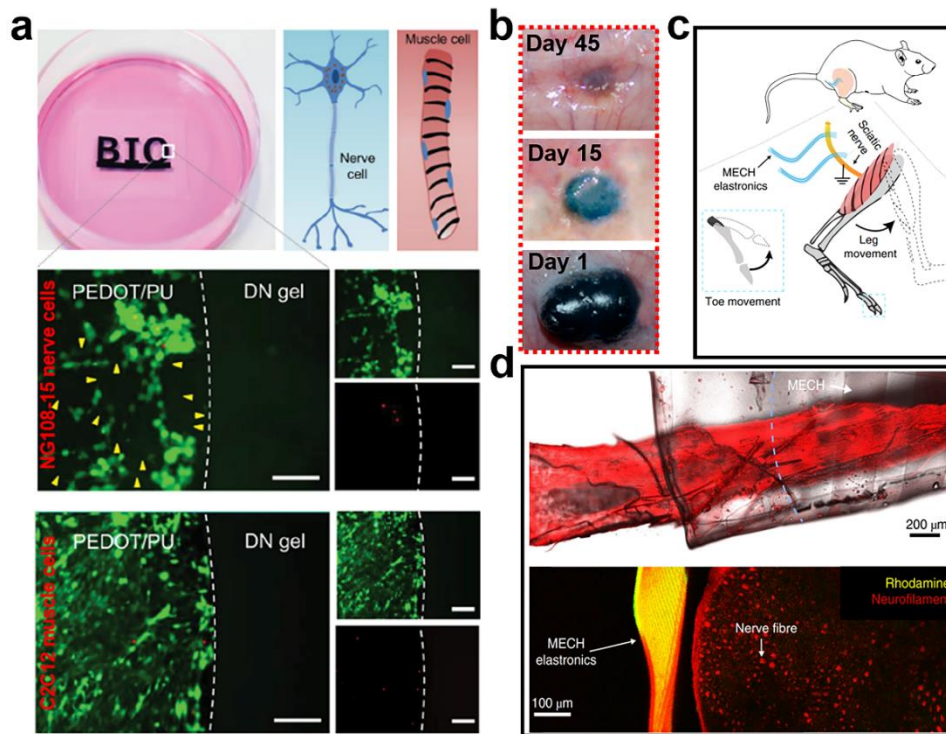 a
BIO
Nerve
cell
Muscle cell
NG108-15 nerve cells
PEDOT/PU
DN gel
C2C12 muscle cells
PEDOT/PU
DN gel
b
Day 45
Day 15
Day 1
c
Sciatic
nerve
MECH
elastronics
Leg
movement
Toe movement
d
MECH
200 μm
Rhodamine
Neurofilament
MECH
elastronics
Nerve fibre
100 μm